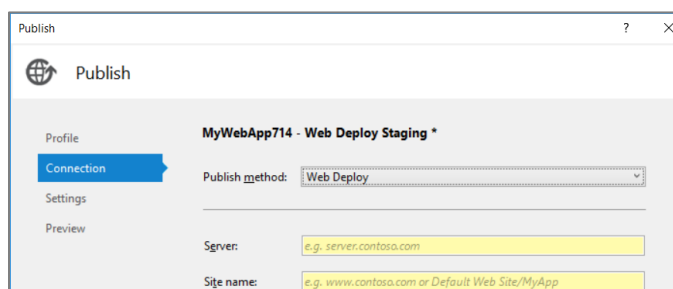 Publish ?
Publish
Profile
Connection
Settings
Preview
MyWebApp714 - Web Deploy Staging *
Publish method: Web Deploy
Server: e.g. server.contoso.com
Site name: e.g. www.contoso.com or Default Web Site/MyApp